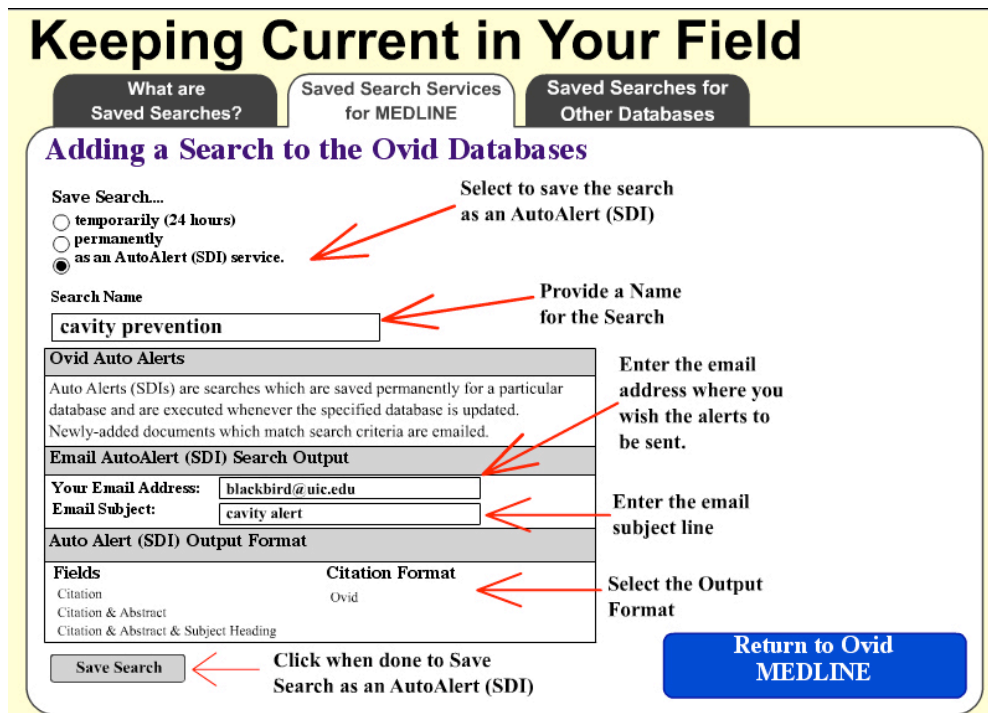 Keeping Current in Your Field
What are
Saved Searches?
Saved Search Services
for MEDLINE
Saved Searches for
Other Databases
Adding a Search to the Ovid Databases
Save Search....
temporarily (24 hours)
permanently
as an AutoAlert (SDI) service.
Select to save the search
as an AutoAlert (SDI)
Search Name
cavity prevention
Provide a Name
for the Search
Ovid Auto Alerts
Auto Alerts (SDIs) are searches which are saved permanently for a particular
database and are executed whenever the specified database is updated.
Newly-added documents which match search criteria are emailed.
Enter the email
address where you
wish the alerts to
be sent.
Email AutoAlert (SDI) Search Output
Your Email Address: blackbird@uic.edu
Email Subject: cavity alert
Enter the email
subject line
Auto Alert (SDI) Output Format
Fields
Citation
Citation & Abstract
Citation & Abstract & Subject Heading
Citation Format
Ovid
Select the Output
Format
Save Search
Click when done to Save
Search as an AutoAlert (SDI)
Return to Ovid
MEDLINE